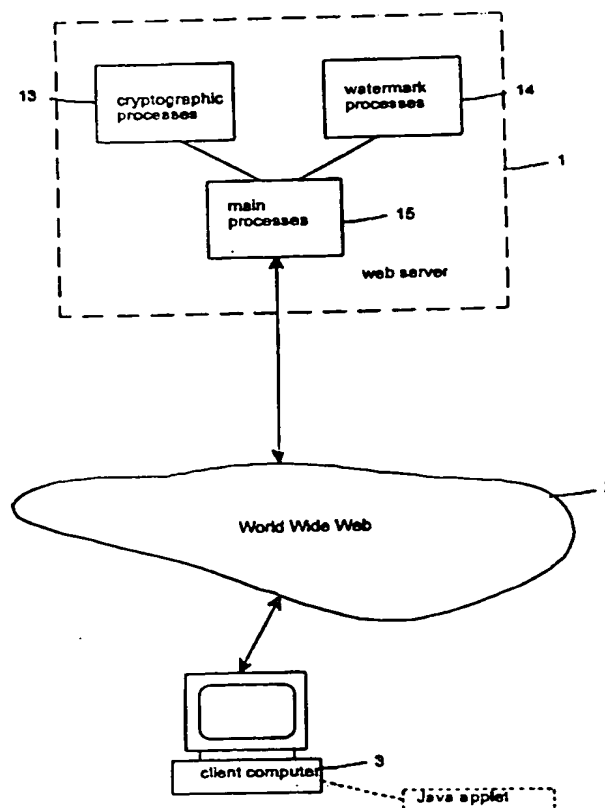 13
cryptographic
processes
watermark
processes
14
1
main
processes
15
web server
World Wide Web
client computer
3
Java applet